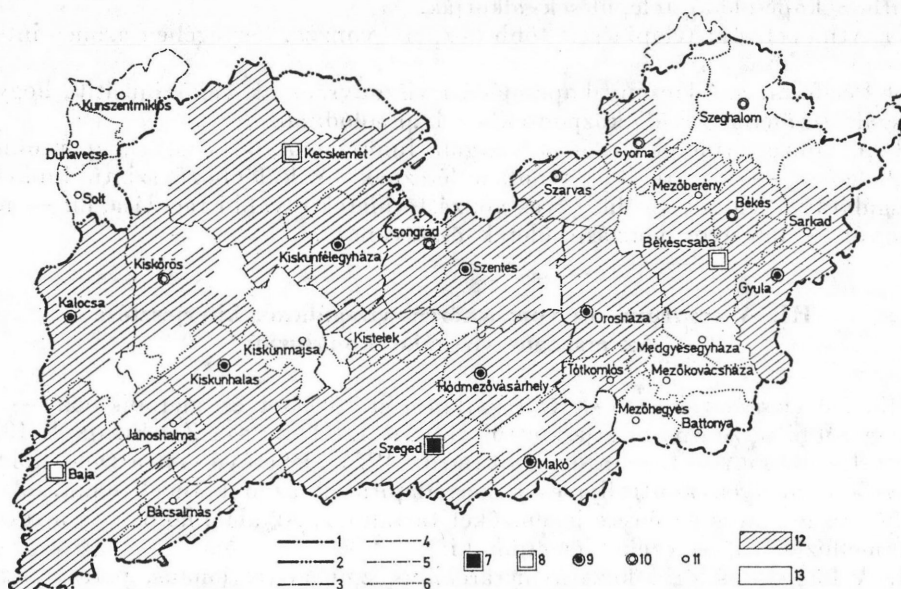 Kunszentmiklós
Dunavecse
Szeghalom
Kecskemét
Gyoma
Solt
Szarvas
Mezőberény
Békés
Csongrád
Sarkad
Kiskunfélegyháza
Békéscsaba
Kiskőrös
Szentes
Gyula
Kalocsa
Orosháza
Kiskunmajsa
Kistelek
Medgyesegyháza
Kiskunhalas
Hódmezővásárhely
Tótkomlós
Mezőkovácsháza
Jánoshalma
Mezőhegyes
Battonya
Szeged
Baja
Makó
Bácsalmás
1 4 7 8 9 10 11 12
2 5 13
3 6